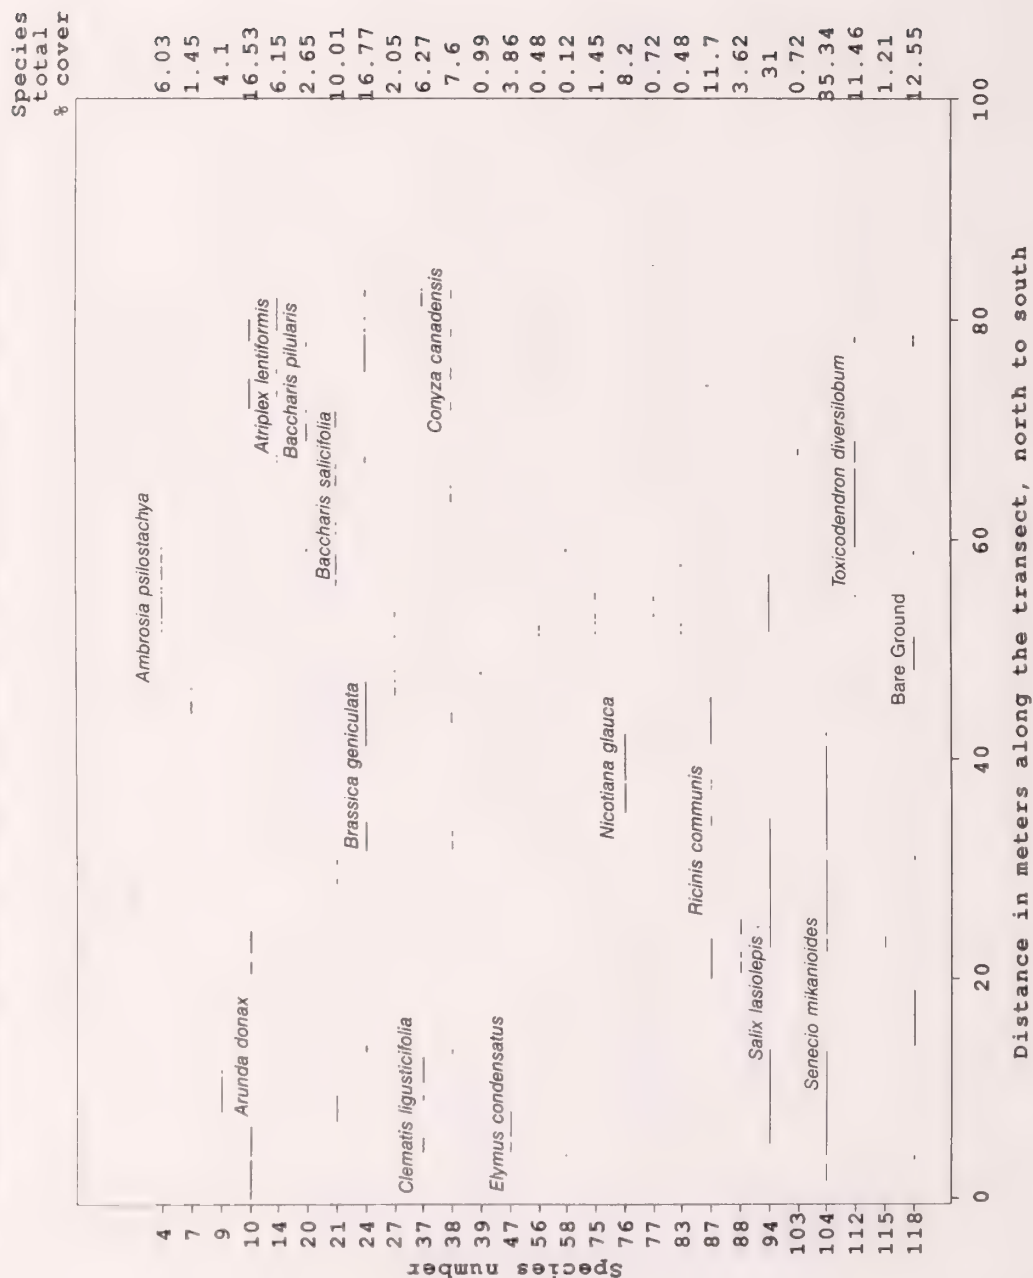 Species
total
% cover
Species number
4 6.03
7 1.45
9 4.1
10 16.53
14 6.15
20 2.65
21 10.01
24 16.77
27 2.05
37 6.27
38 7.6
39 0.99
47 3.86
56 0.48
58 0.12
75 1.45
76 8.2
77 0.72
83 0.48
87 11.7
88 3.62
94 31
103 0.72
104 35.34
112 11.46
115 1.21
118 12.55
Ambrosia psilostachya
Arunda donax
Atriplex lentiformis
Baccharis pilularis
Baccharis salicifolia
Brassica geniculata
Clematis ligusticifolia
Conyza canadensis
Elymus condensatus
Nicotiana glauca
Ricinis communis
Salix lasiolepis
Senecio mikanioides
Toxicodendron diversilobum
Bare Ground
0 20 40 60 80 100
Distance in meters along the transect, north to south